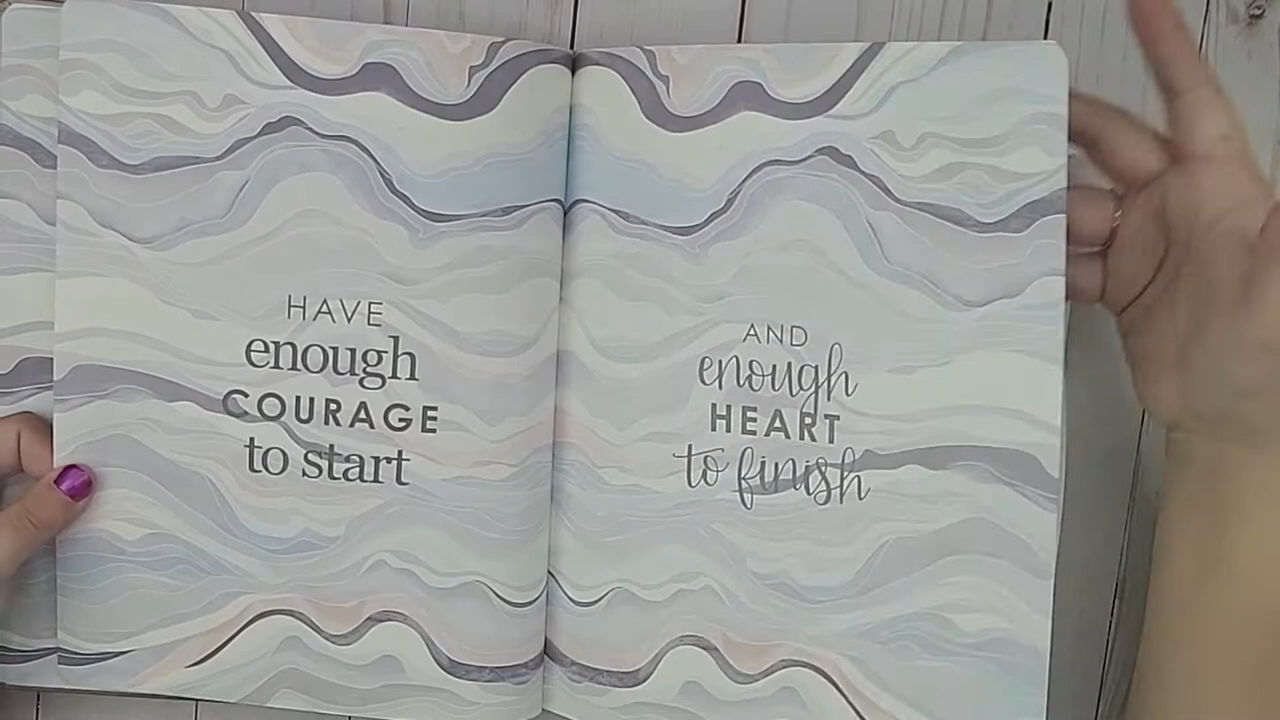 HAVE
enough
COURAGE
to start
AND
enough
HEART
to finish